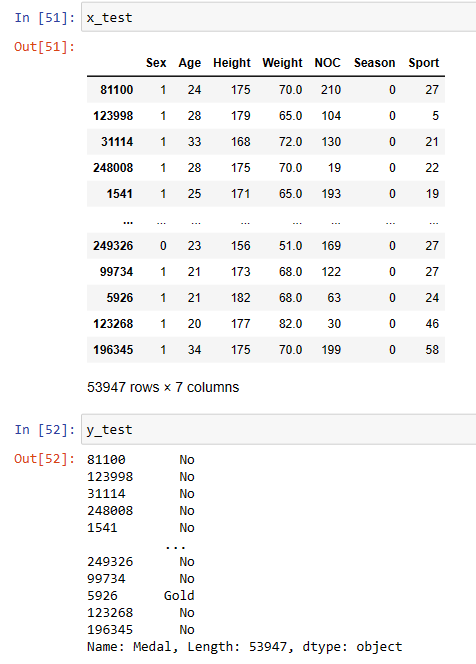 In [51]: x_test
Out[51]:
Sex Age Height Weight NOC Season Sport
81100 1 24 175 70.0 210 0 27
123998 1 28 179 65.0 104 0 5
31114 1 33 168 72.0 130 0 21
248008 1 28 175 70.0 19 0 22
1541 1 25 171 65.0 193 0 19
... ... ... ... ... ... ... ...
249326 0 23 156 51.0 169 0 27
99734 1 21 173 68.0 122 0 27
5926 1 21 182 68.0 63 0 24
123268 1 20 177 82.0 30 0 46
196345 1 34 175 70.0 199 0 58
53947 rows × 7 columns
In [52]: y_test
Out[52]: 81100 No
123998 No
31114 No
248008 No
1541 No
...
249326 No
99734 No
5926 Gold
123268 No
196345 No
Name: Medal, Length: 53947, dtype: object